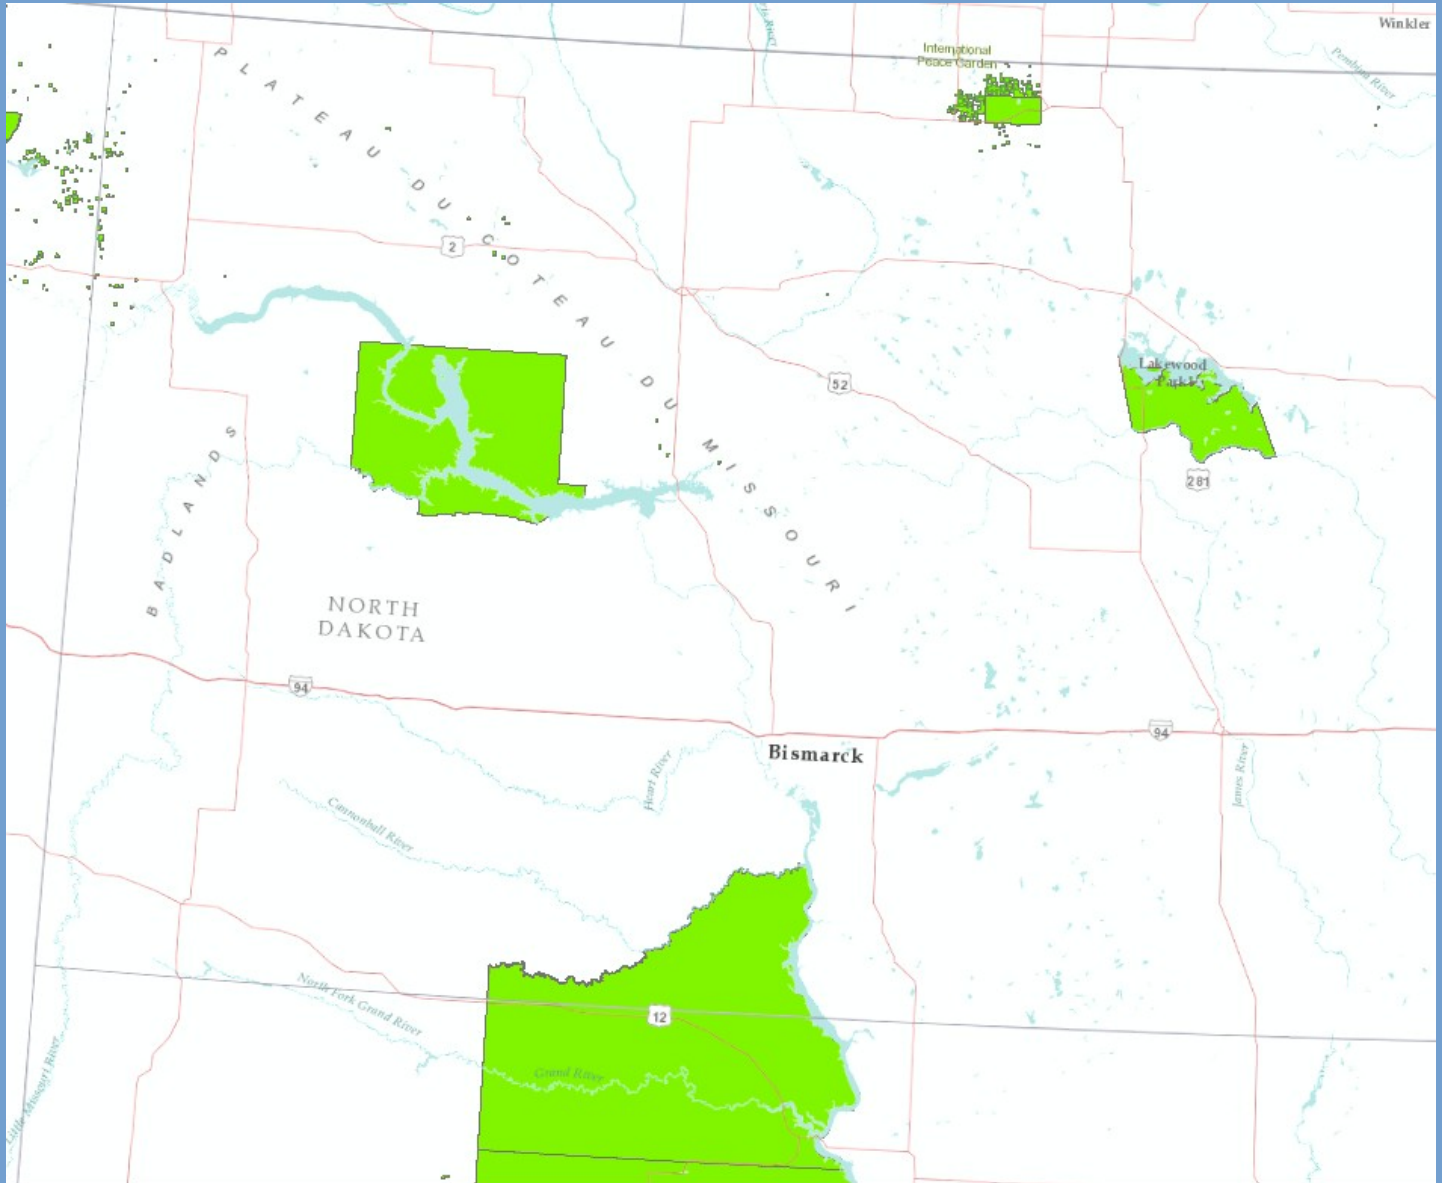 Winkler
International
Peace Garden
Pembina River
PLATEAU DU COTEAU DU MISSOURI
2
52
Lakewood
281
BADLANDS
NORTH
DAKOTA
94
94
Bismarck
Heart River
James River
Cannonball River
North Fork Grand River
12
Grand River
Little Missouri River